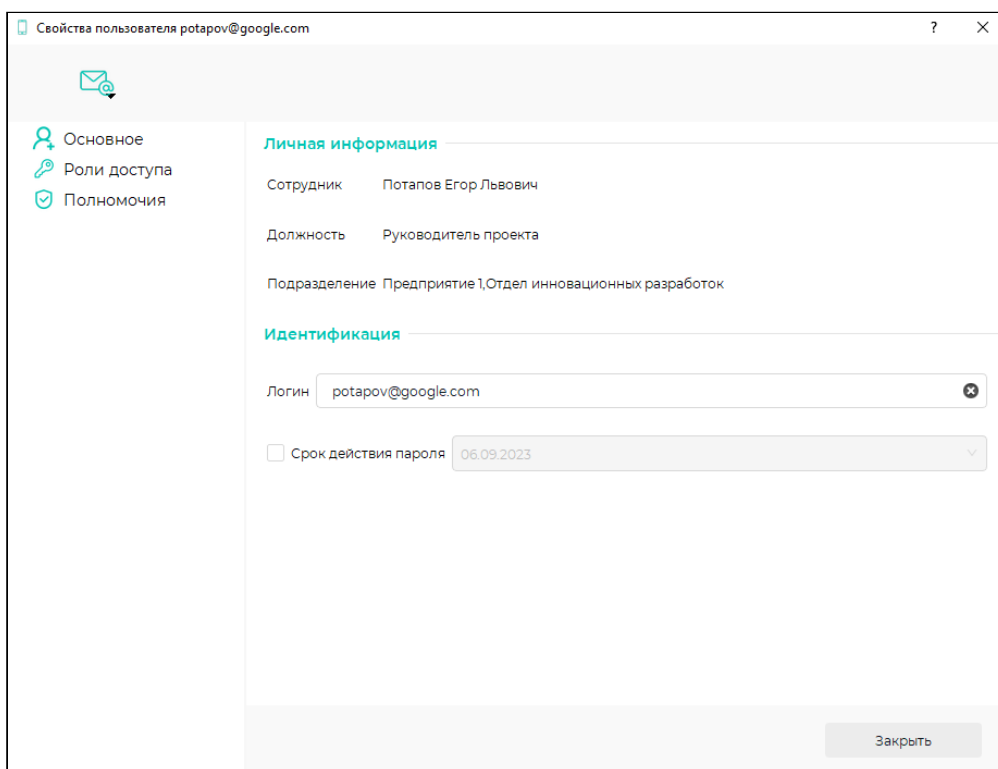 Свойства пользователя potapov@google.com ?
Основное
Роли доступа
Полномочия
Личная информация
Сотрудник Потапов Егор Львович
Должность Руководитель проекта
Подразделение Предприятие 1,Отдел инновационных разработок
Идентификация
Логин potapov@google.com
Срок действия пароля 06.09.2023
Закрыть